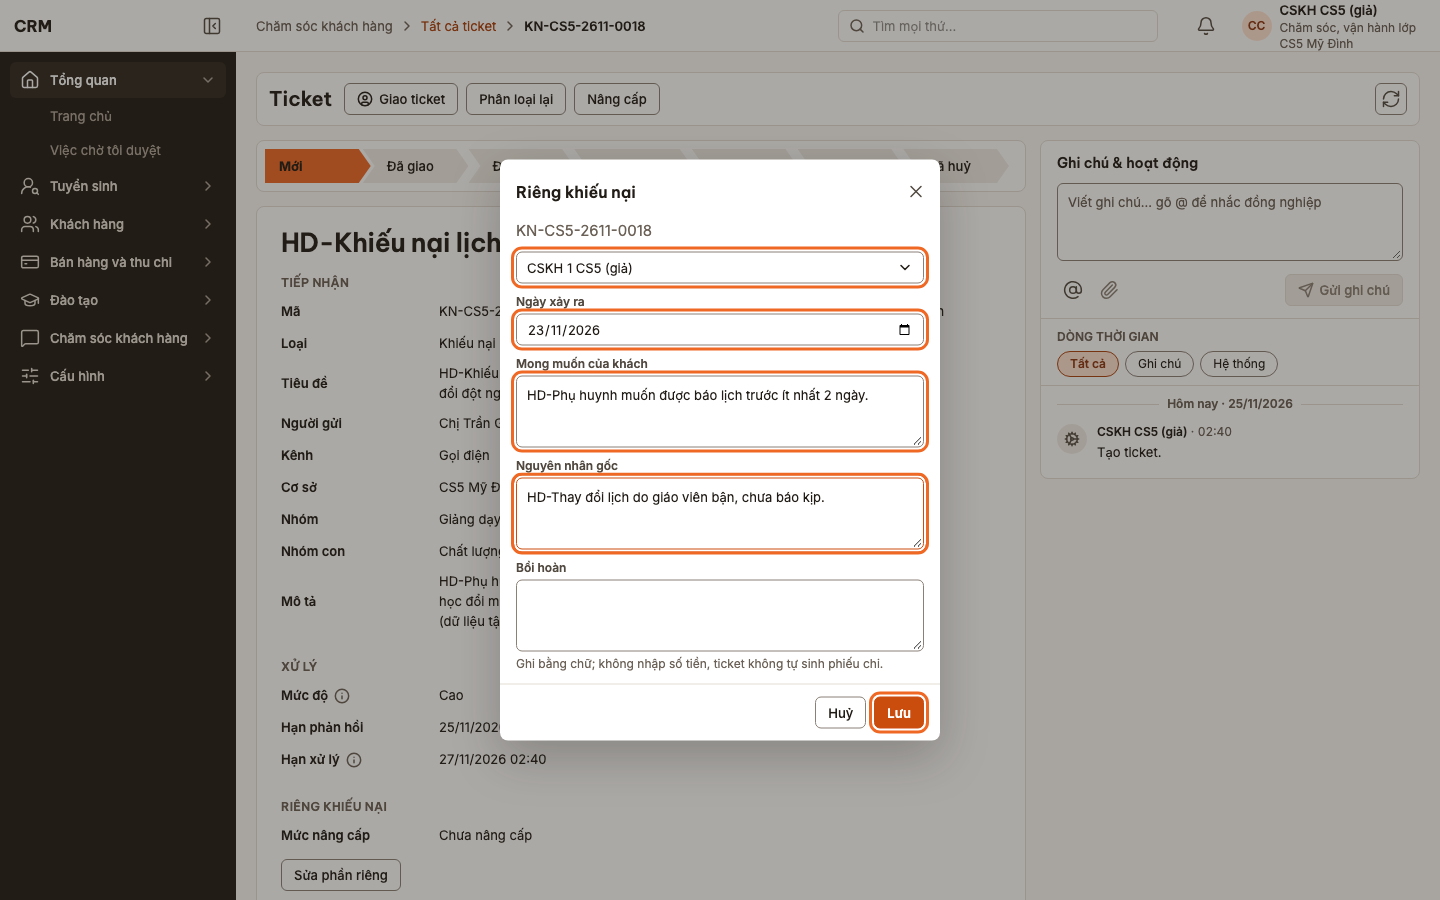 CRM
Chăm sóc khách hàng
Tất cả ticket
KN-CS5-2611-0018
Tìm mọi thứ...
CC
CSKH CS5 (giả)
Chăm sóc, vận hành lớp
CS5 Mỹ Đình
Tổng quan
Trang chủ
Việc chờ tôi duyệt
Tuyển sinh
Khách hàng
Bán hàng và thu chi
Đào tạo
Chăm sóc khách hàng
Cấu hình
Ticket
Giao ticket
Phân loại lại
Nâng cấp
Mới
Đã giao
HD-Khiếu nại lịch
TIẾP NHẬN
Mã
KN-CS5-2
Loại
Khiếu nại
Tiêu đề
HD-Khiếu
đổi đột ng
Người gửi
Chị Trần
Kênh
Gọi điện
Cơ sở
CS5 Mỹ Đ
Nhóm
Giảng dạy
Nhóm con
Chất lượng
Mô tả
HD-Phụ h
học đổi m
(dữ liệu tậ
XỬ LÝ
Mức độ
Cao
Hạn phản hồi
25/11/202
Hạn xử lý
27/11/2026 02:40
RIÊNG KHIẾU NẠI
Mức nâng cấp
Chưa nâng cấp
Sửa phần riêng
Riêng khiếu nại
KN-CS5-2611-0018
CSKH 1 CS5 (giả)
Ngày xảy ra
23/11/2026
Mong muốn của khách
HD-Phụ huynh muốn được báo lịch trước ít nhất 2 ngày.
Nguyên nhân gốc
HD-Thay đổi lịch do giáo viên bận, chưa báo kịp.
Bồi hoàn
Ghi bằng chữ; không nhập số tiền, ticket không tự sinh phiếu chi.
Huỷ
Lưu
ã huỷ
Ghi chú & hoạt động
Viết ghi chú... gõ @ để nhắc đồng nghiệp
Gửi ghi chú
DÒNG THỜI GIAN
Tất cả
Ghi chú
Hệ thống
Hôm nay · 25/11/2026
CSKH CS5 (giả) · 02:40
Tạo ticket.